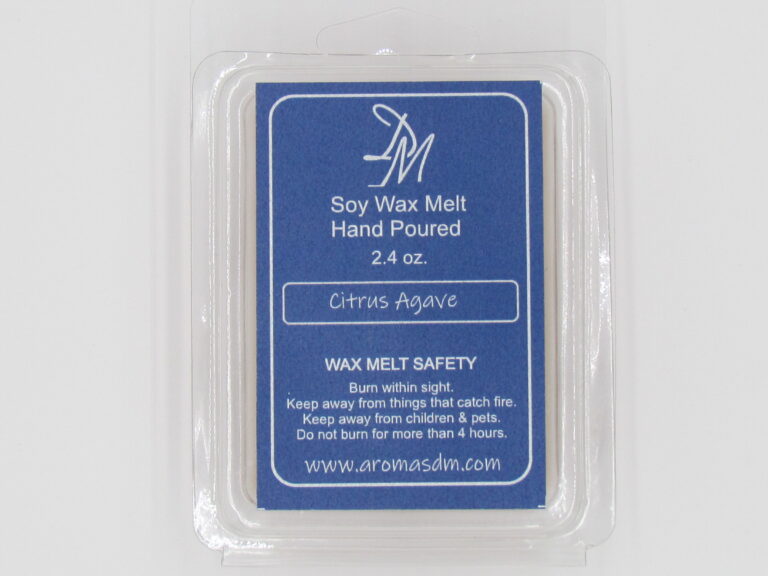 DM
Soy Wax Melt
Hand Poured
2.4 oz.
Citrus Agave
WAX MELT SAFETY
Burn within sight.
Keep away from things that catch fire.
Keep away from children & pets.
Do not burn for more than 4 hours.
www.aromasdm.com